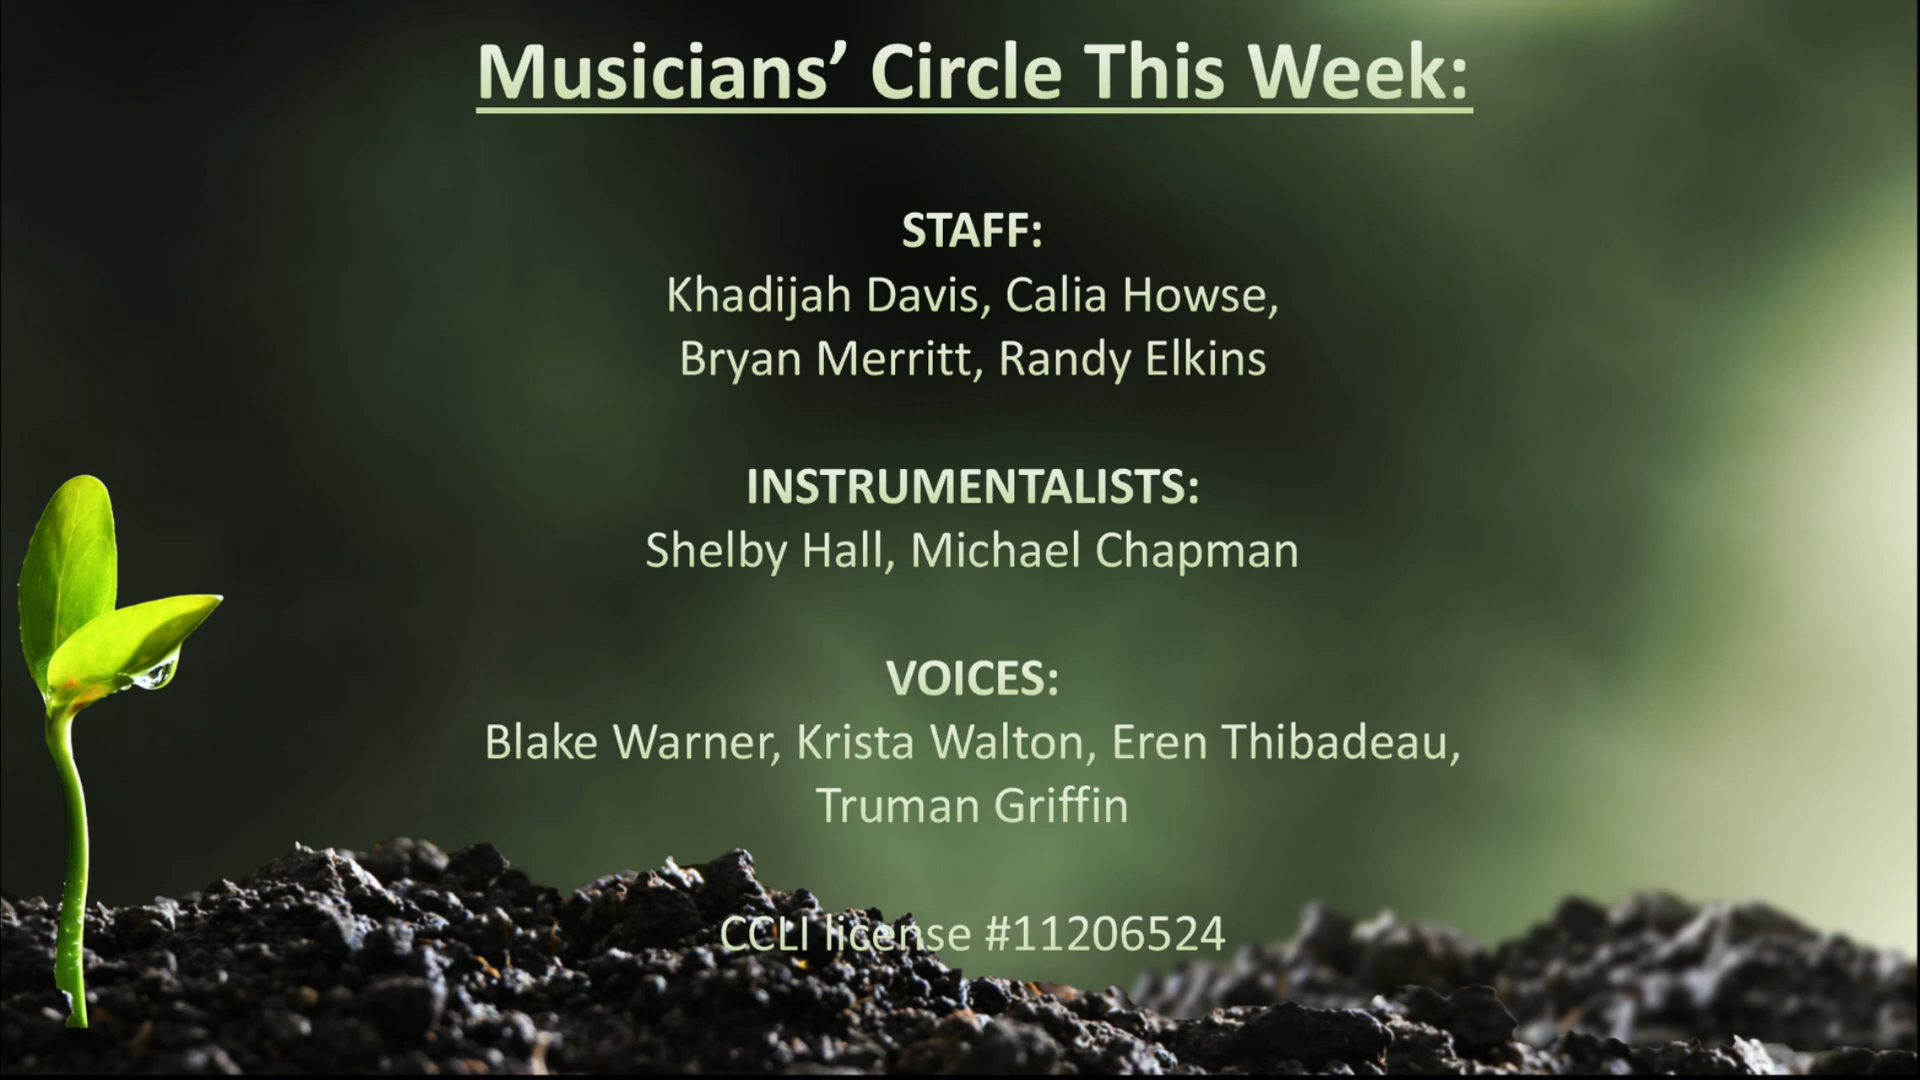 Musicians’ Circle This Week:
STAFF:
Khadijah Davis, Calia Howse,
Bryan Merritt, Randy Elkins
INSTRUMENTALISTS:
Shelby Hall, Michael Chapman
VOICES:
Blake Warner, Krista Walton, Eren Thibadeau,
Truman Griffin
CCLI license #11206524